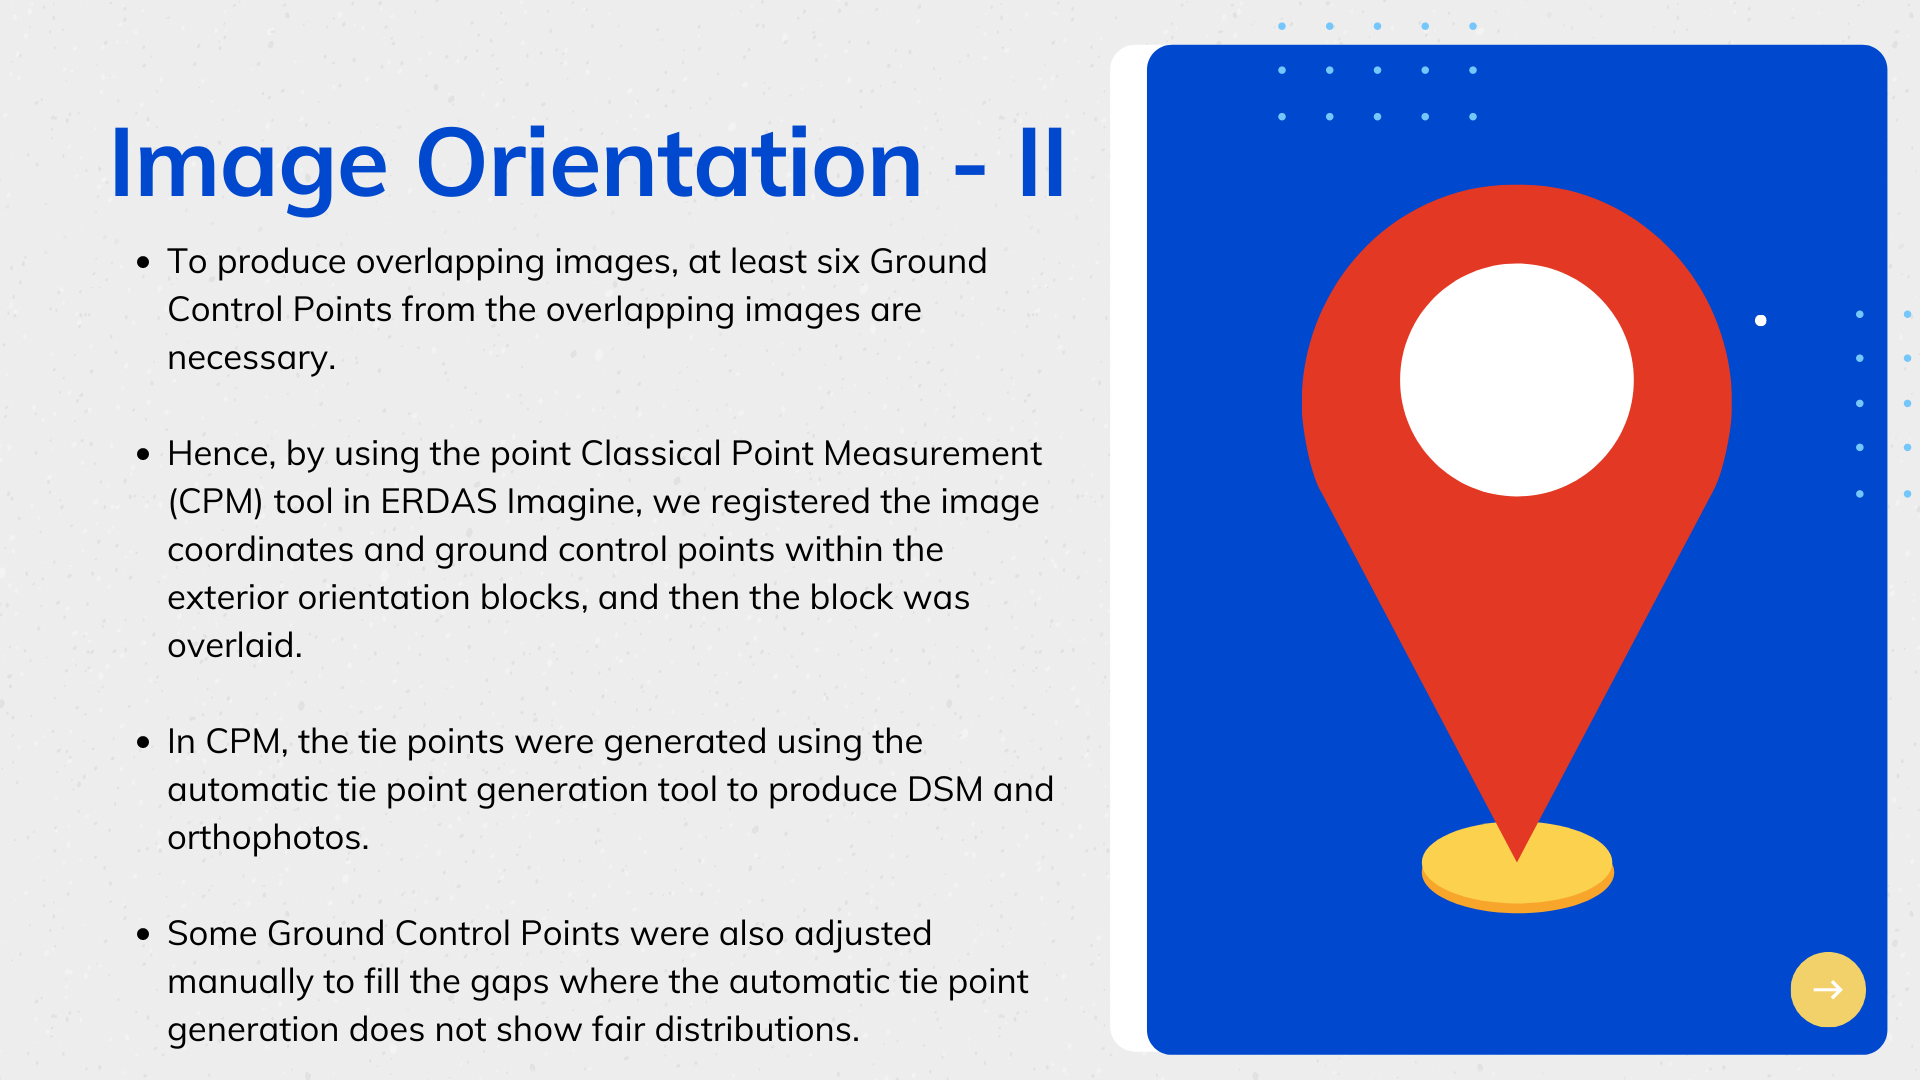 Image Orientation - II
• To produce overlapping images, at least six Ground
Control Points from the overlapping images are
necessary.
• Hence, by using the point Classical Point Measurement
(CPM) tool in ERDAS Imagine, we registered the image
coordinates and ground control points within the
exterior orientation blocks, and then the block was
overlaid.
• In CPM, the tie points were generated using the
automatic tie point generation tool to produce DSM and
orthophotos.
• Some Ground Control Points were also adjusted
manually to fill the gaps where the automatic tie point
generation does not show fair distributions.